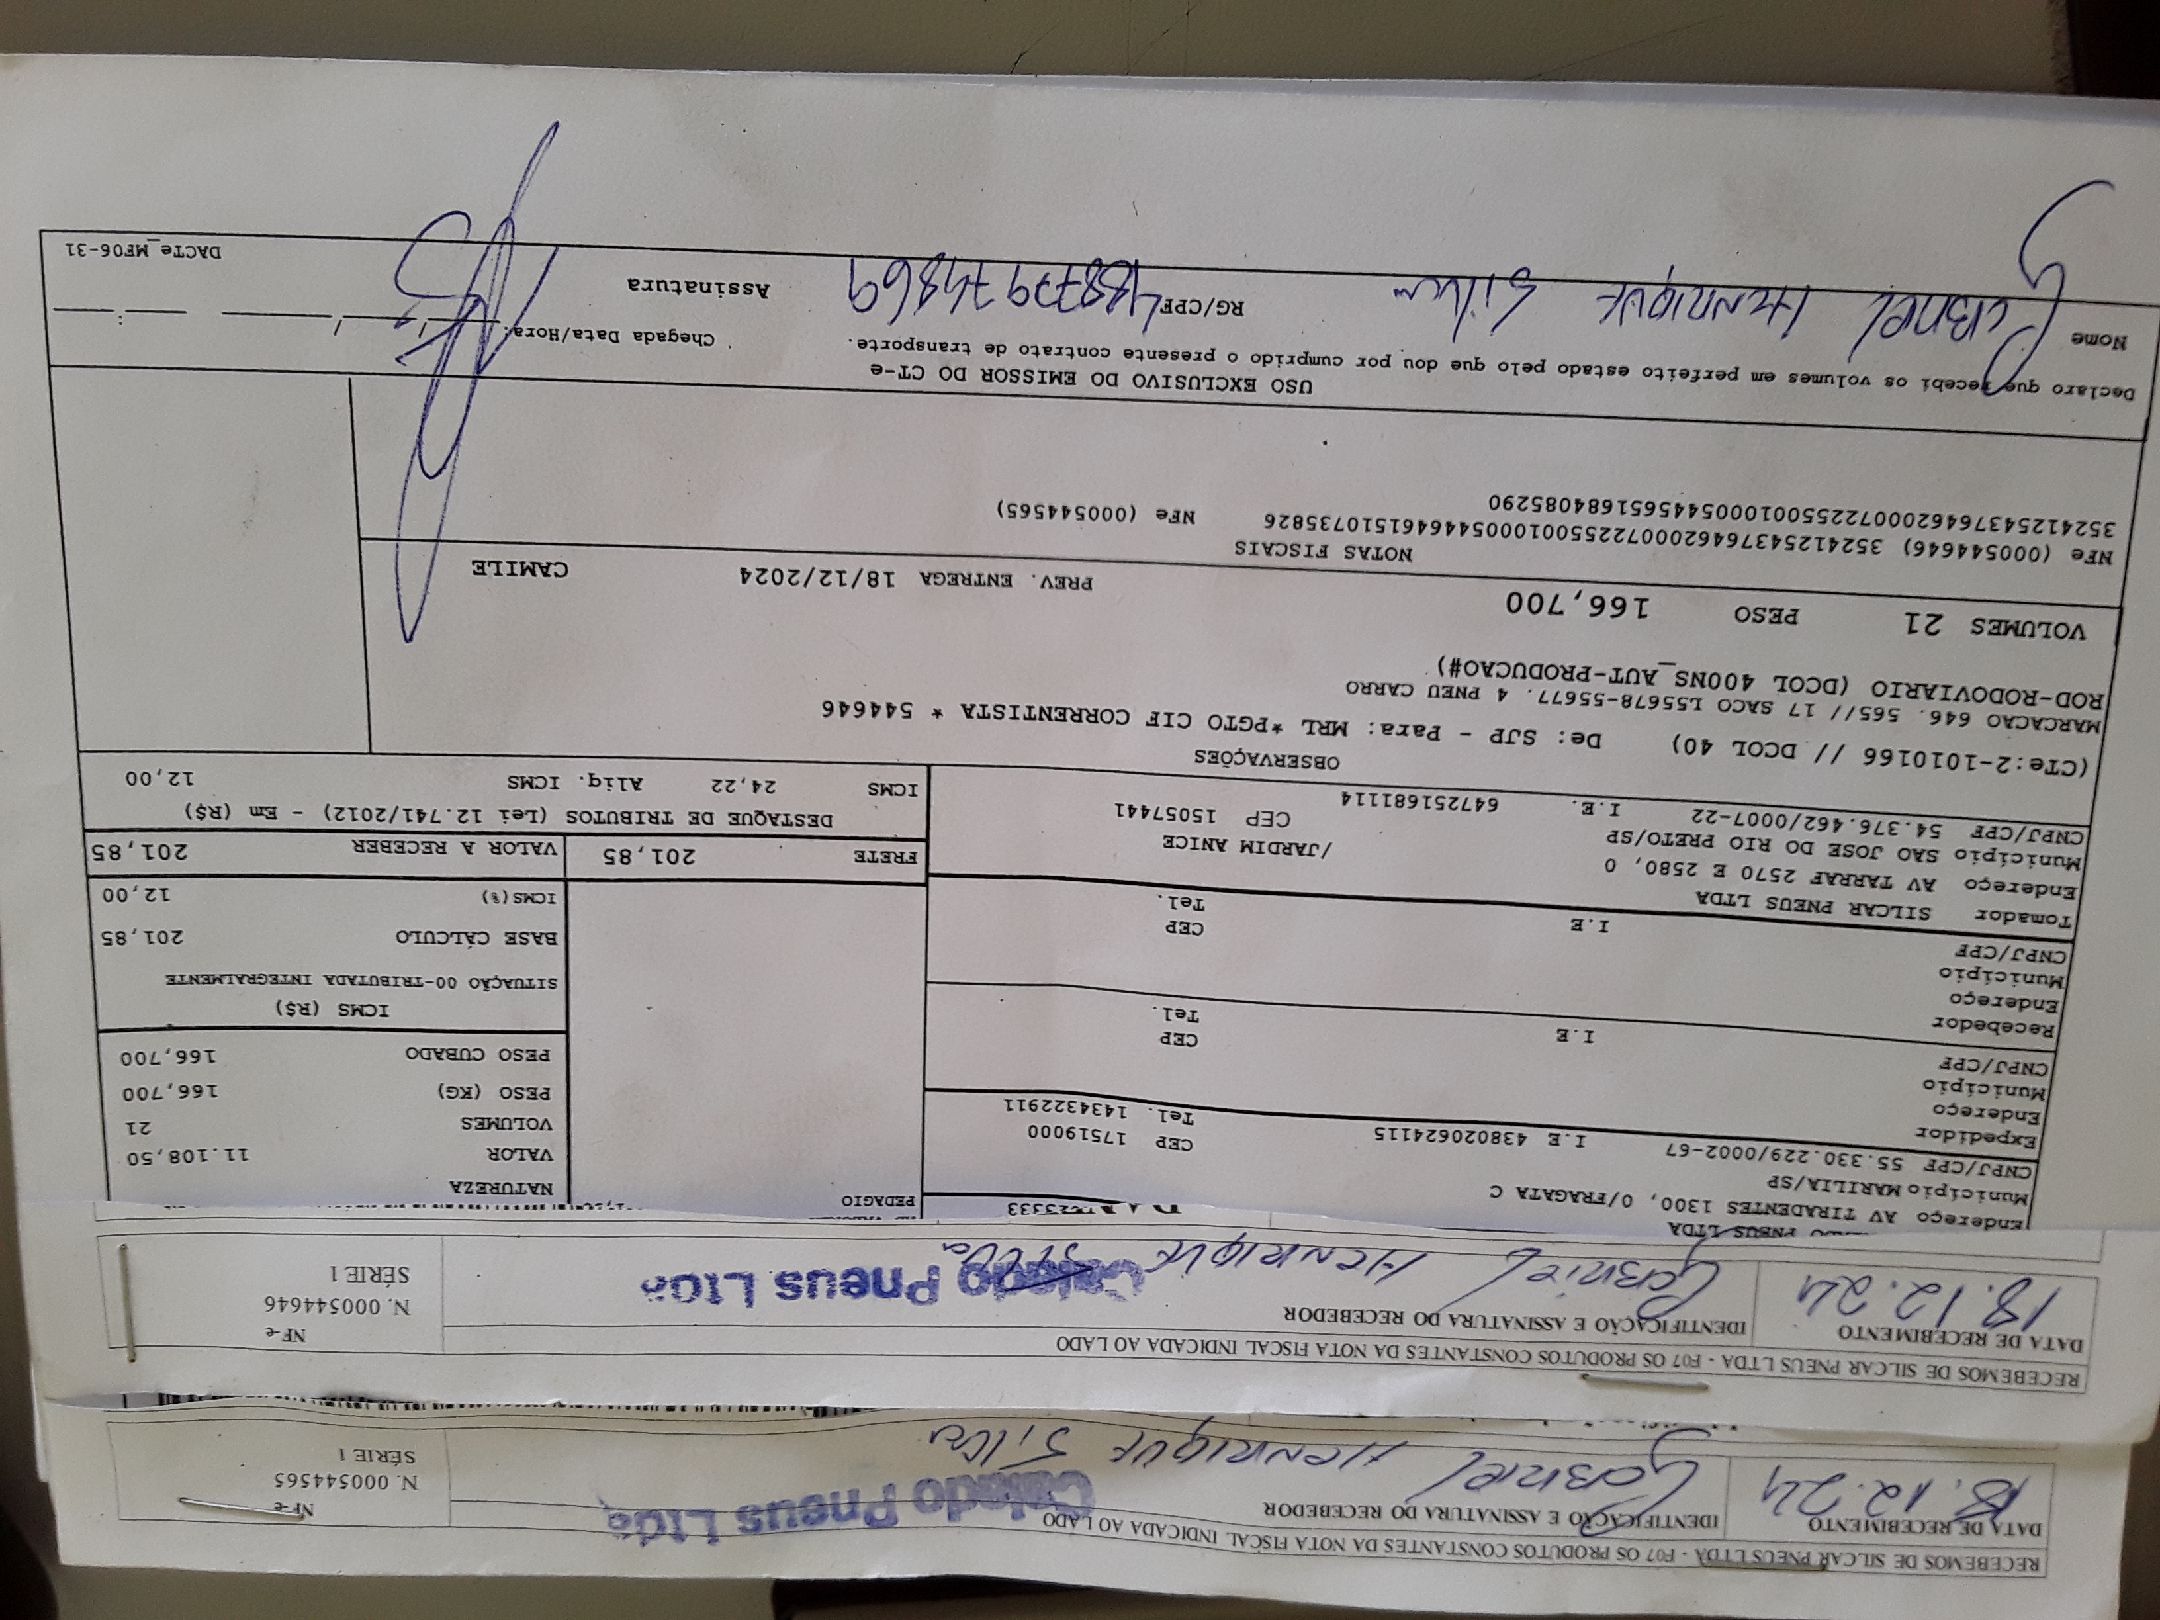 RECEBEMOS DE SILCAR PNEUS LTDA - F07 OS PRODUTOS CONSTANTES DA NOTA FISCAL INDICADA AO LADO
DATA DE RECEBIMENTO
IDENTIFICAÇÃO E ASSINATURA DO RECEBEDOR
18.12.24
GABRIEL HENRIQUE SILVA
Calado Pneus Ltda
NF-e
N. 000544565
SÉRIE 1
RECEBEMOS DE SILCAR PNEUS LTDA - F07 OS PRODUTOS CONSTANTES DA NOTA FISCAL INDICADA AO LADO
DATA DE RECEBIMENTO
IDENTIFICAÇÃO E ASSINATURA DO RECEBEDOR
18.12.24
GABRIEL HENRIQUE SILVA
Calado Pneus Ltda
NF-e
N. 000544646
SÉRIE 1
PNEUS LTDA
Endereço AV TIRADENTES 1300, 0/FRAGATA C
Município MARILIA/SP CEP 17519000
CNPJ/CPF 55.330.229/0002-67 I.E 438020624115 Tel. 1434322911
Expedidor
Endereço
Município CEP
CNPJ/CPF I.E Tel.
Recebedor
Endereço
Município CEP
CNPJ/CPF I.E Tel.
Tomador SILCAR PNEUS LTDA
Endereço AV TARRAF 2570 E 2580, 0 /JARDIM ANICE
Município SAO JOSE DO RIO PRETO/SP CEP 15057441
CNPJ/CPF 54.376.462/0007-22 I.E. 647251681114
PEDAGIO
NATUREZA
VALOR 11.108,50
VOLUMES 21
PESO (KG) 166,700
PESO CUBADO 166,700
ICMS (R$)
SITUAÇÃO 00-TRIBUTADA INTEGRALMENTE
BASE CÁLCULO 201,85
ICMS(%) 12,00
FRETE 201,85 VALOR A RECEBER 201,85
DESTAQUE DE TRIBUTOS (Lei 12.741/2012) - Em (R$)
ICMS 24,22 Aliq. ICMS 12,00
OBSERVAÇÕES
(CTe:2-1010166 // DCOL 40) De: SJP - Para: MRL *PGTO CIF CORRENTISTA * 544646
MARCACAO 646. 565// 17 SACO L55678-55677. 4 PNEU CARRO
ROD-RODOVIARIO (DCOL 400NS_AUT-PRODUCAO#)
VOLUMES 21 PESO 166,700 PREV. ENTREGA 18/12/2024 CAMILE
NOTAS FISCAIS
NFe (000544646) 35241254376462000722550010005446461510735826 NFe (000544565)
35241254376462000722550010005445651684085290
USO EXCLUSIVO DO EMISSOR DO CT-e
Declaro que recebi os volumes em perfeito estado pelo que dou por cumprido o presente contrato de transporte.
Nome GABRIEL HENRIQUE Silva RG/CPF 48877974869 Assinatura
Chegada Data/Hora:
DACTe_MF06-31